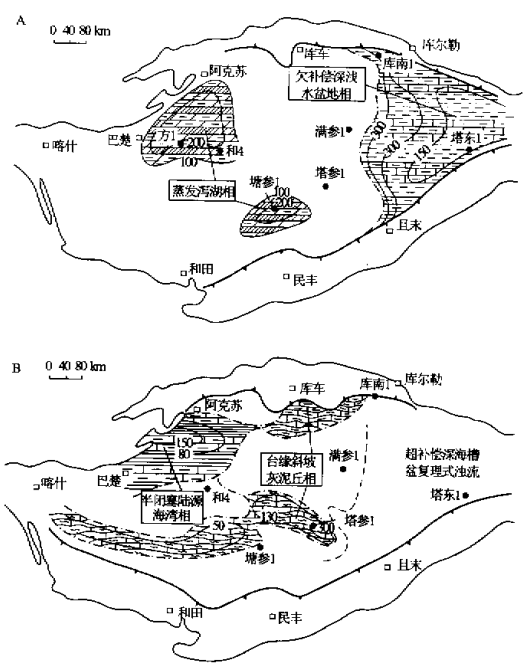 A
0 40 80 km
库车
库尔勒
库南1
阿克苏
欠补偿深浅
水盆地相
喀什
巴楚
方1
200
和4
100
满参1
300
300
150
塔东1
蒸发泻湖相
塘参1
100
200
塔参1
且末
和田
民丰
B
0 40 80 km
库车
库南1
库尔勒
阿克苏
150
80
台缘斜坡
灰泥丘相
满参1
超补偿深海槽
盆复理式浊流
喀什
巴楚
和4
半闭塞陆源
海湾相
塔东1
50
130
300
塔参1
塘参1
且末
和田
民丰